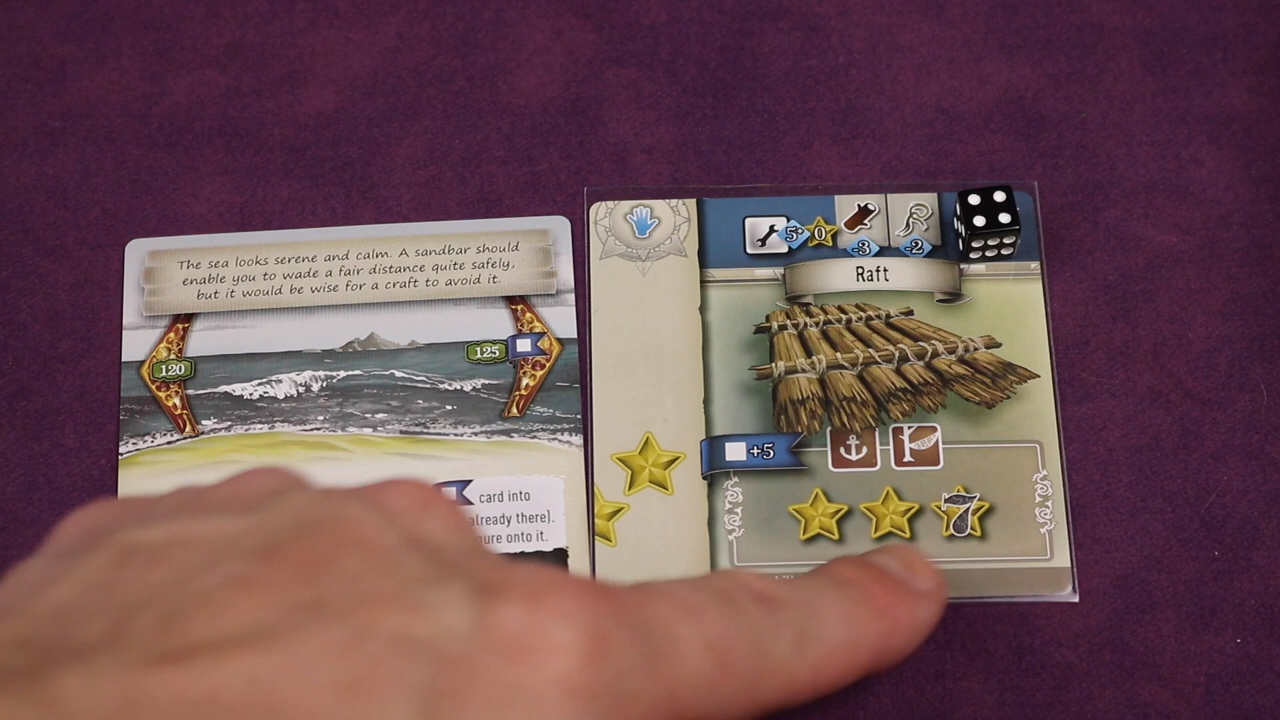 The sea looks serene and calm. A sandbar should
enable you to wade a fair distance quite safely,
but it would be wise for a craft to avoid it.
120
125
card into
already there).
ure onto it.
5+ 0
-3 -2
Raft
+5
7